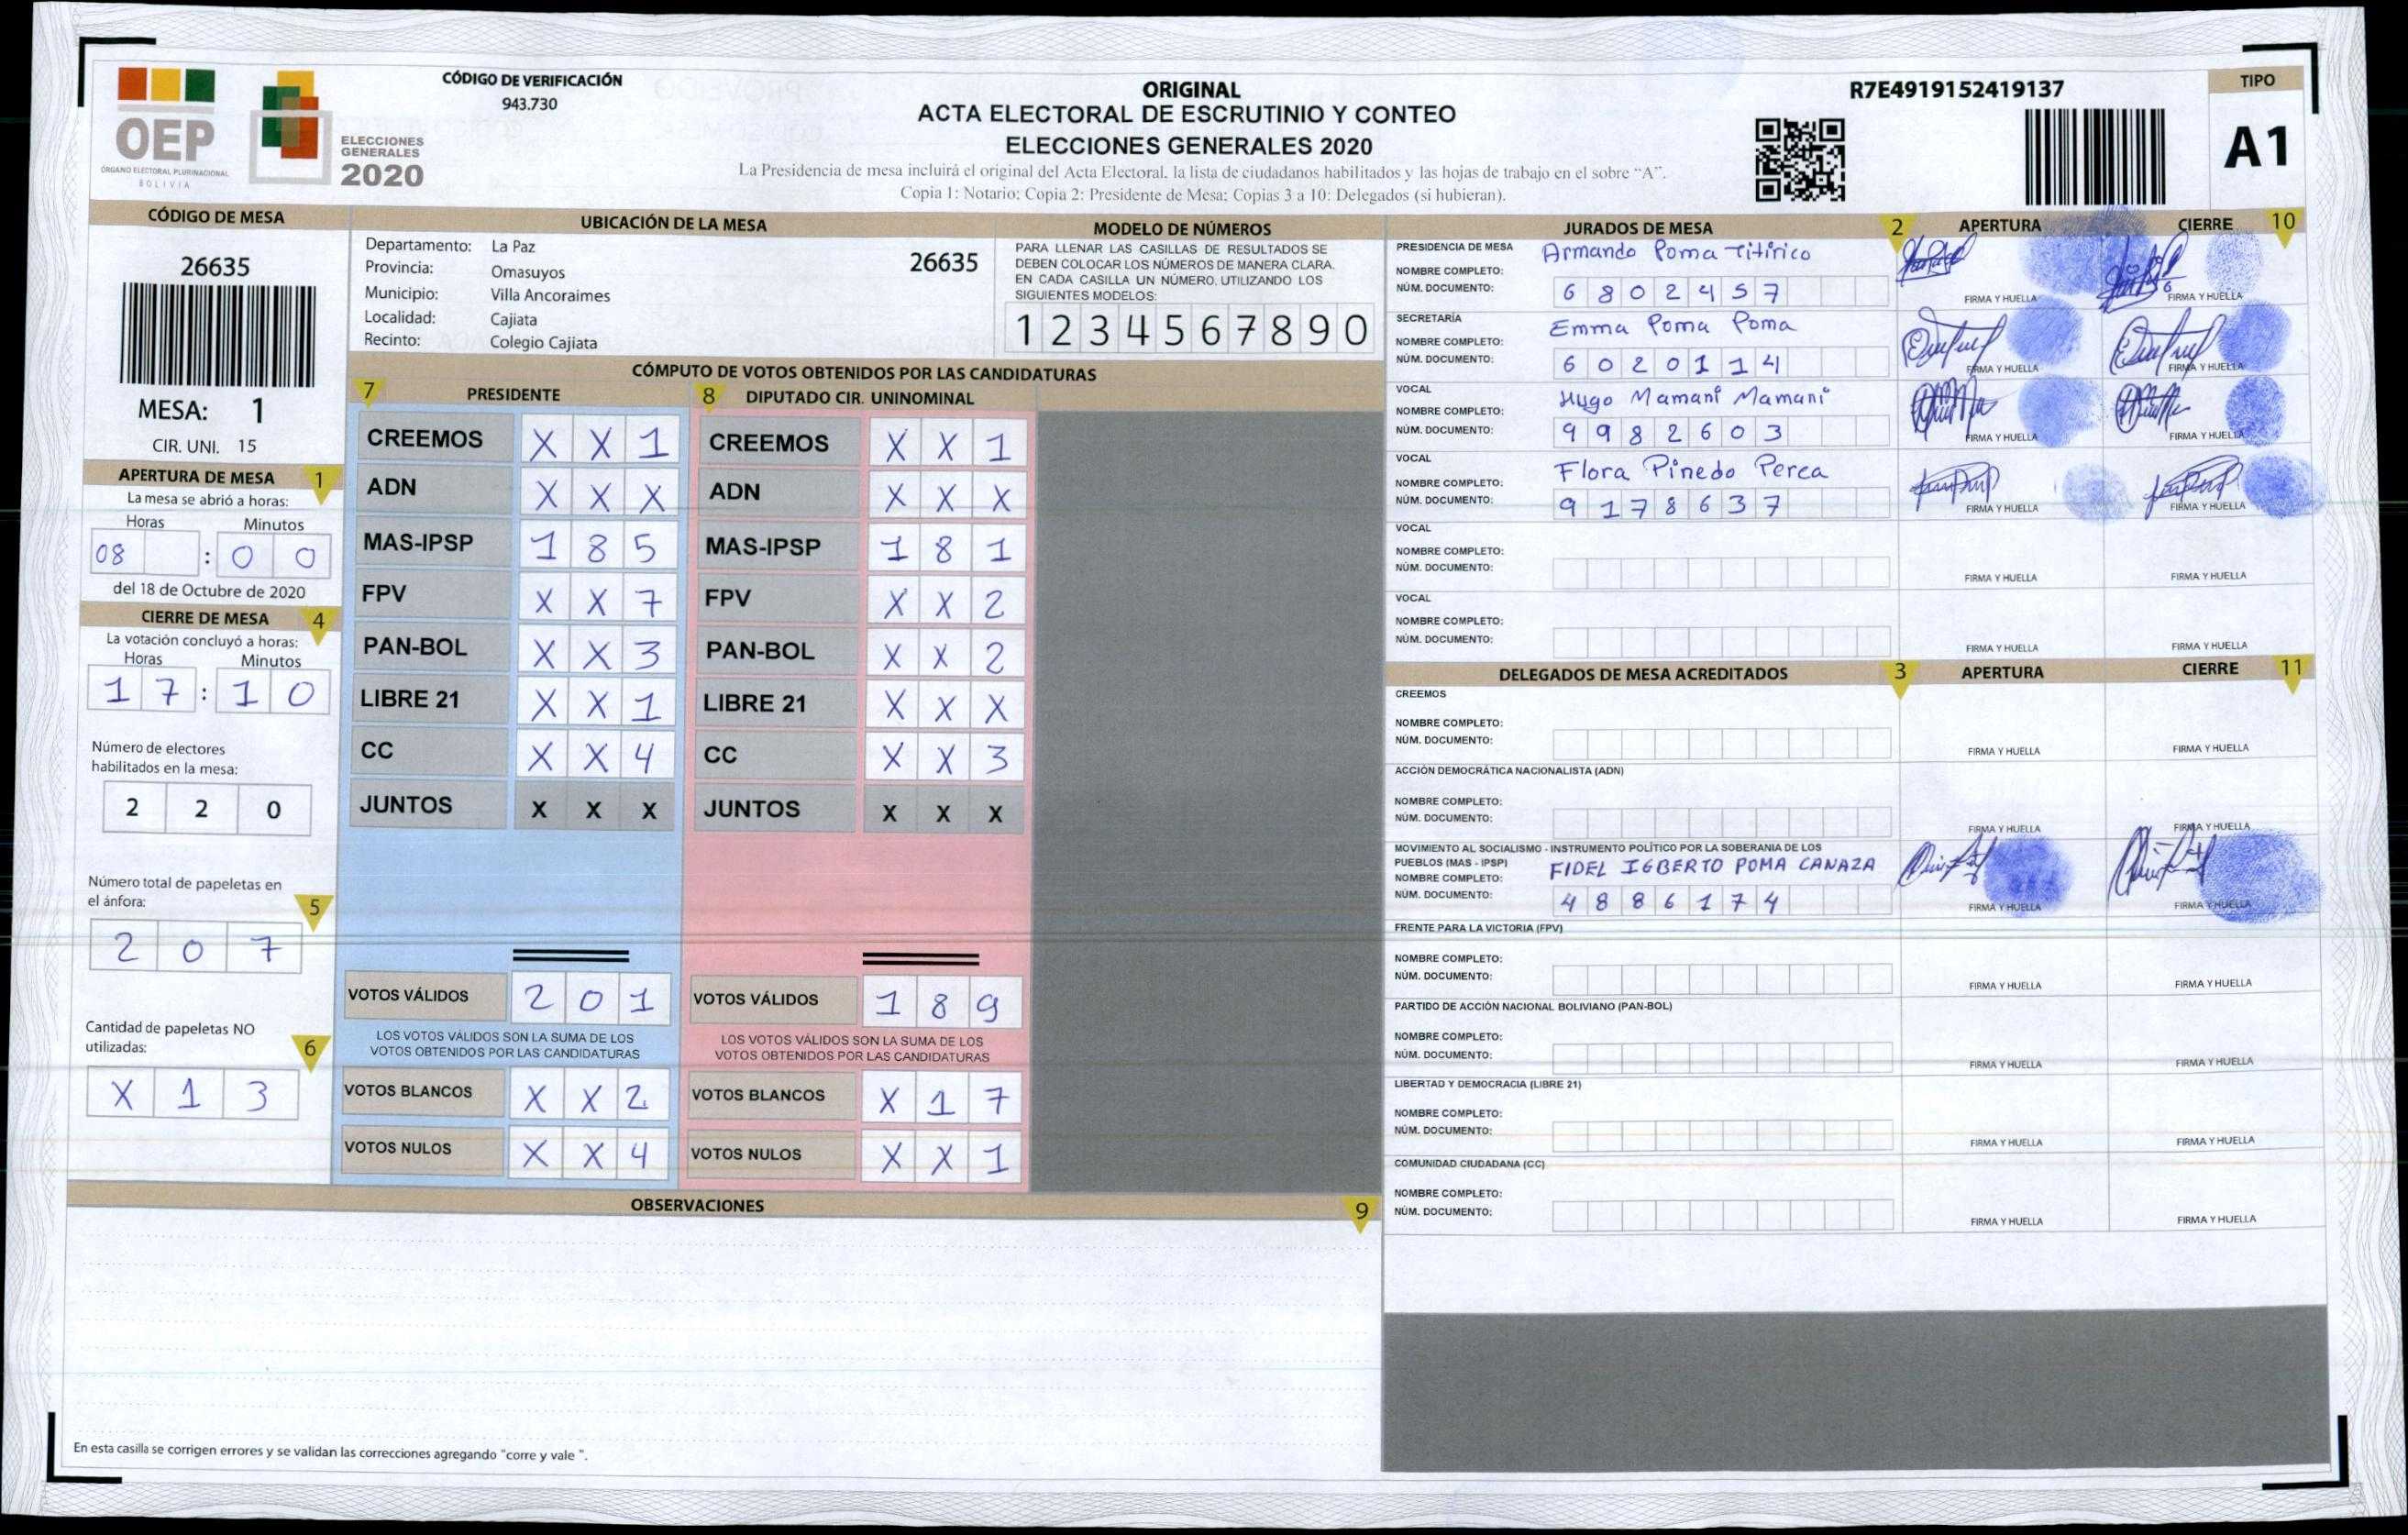 OEP
ÓRGANO ELECTORAL PLURINACIONAL
BOLIVIA
ELECCIONES
GENERALES
2020
CÓDIGO DE VERIFICACIÓN
943.730
ORIGINAL
ACTA ELECTORAL DE ESCRUTINIO Y CONTEO
ELECCIONES GENERALES 2020
La Presidencia de mesa incluirá el original del Acta Electoral, la lista de ciudadanos habilitados y las hojas de trabajo en el sobre “A”.
Copia 1: Notario; Copia 2: Presidente de Mesa; Copias 3 a 10: Delegados (si hubieran).
R7E4919152419137
TIPO
A1
CÓDIGO DE MESA
26635
MESA: 1
CIR. UNI. 15
APERTURA DE MESA 1
La mesa se abrió a horas:
Horas Minutos
08 : 0 0
del 18 de Octubre de 2020
CIERRE DE MESA 4
La votación concluyó a horas:
Horas Minutos
1 7 : 1 0
Número de electores
habilitados en la mesa:
2 2 0
Número total de papeletas en
el ánfora: 5
2 0 7
Cantidad de papeletas NO
utilizadas: 6
X 1 3
UBICACIÓN DE LA MESA
Departamento: La Paz
Provincia: Omasuyos
Municipio: Villa Ancoraimes
Localidad: Cajiata
Recinto: Colegio Cajiata
26635
MODELO DE NÚMEROS
PARA LLENAR LAS CASILLAS DE RESULTADOS SE
DEBEN COLOCAR LOS NÚMEROS DE MANERA CLARA.
EN CADA CASILLA UN NÚMERO. UTILIZANDO LOS
SIGUIENTES MODELOS:
1 2 3 4 5 6 7 8 9 0
CÓMPUTO DE VOTOS OBTENIDOS POR LAS CANDIDATURAS
7 PRESIDENTE
CREEMOS X X 1
ADN X X X
MAS-IPSP 1 8 5
FPV X X 7
PAN-BOL X X 3
LIBRE 21 X X 1
CC X X 4
JUNTOS X X X
VOTOS VÁLIDOS 2 0 1
LOS VOTOS VÁLIDOS SON LA SUMA DE LOS
VOTOS OBTENIDOS POR LAS CANDIDATURAS
VOTOS BLANCOS X X 2
VOTOS NULOS X X 4
8 DIPUTADO CIR. UNINOMINAL
CREEMOS X X 1
ADN X X X
MAS-IPSP 1 8 1
FPV X X 2
PAN-BOL X X 2
LIBRE 21 X X X
CC X X 3
JUNTOS X X X
VOTOS VÁLIDOS 1 8 9
LOS VOTOS VÁLIDOS SON LA SUMA DE LOS
VOTOS OBTENIDOS POR LAS CANDIDATURAS
VOTOS BLANCOS X 1 7
VOTOS NULOS X X 1
OBSERVACIONES 9
En esta casilla se corrigen errores y se validan las correcciones agregando "corre y vale ".
JURADOS DE MESA 2 APERTURA CIERRE 10
PRESIDENCIA DE MESA
NOMBRE COMPLETO: Armando Poma Titirico
NÚM. DOCUMENTO: 6 8 0 2 4 5 7
FIRMA Y HUELLA FIRMA Y HUELLA
SECRETARÍA
NOMBRE COMPLETO: Emma Poma Poma
NÚM. DOCUMENTO: 6 0 2 0 1 1 4
FIRMA Y HUELLA FIRMA Y HUELLA
VOCAL
NOMBRE COMPLETO: Hugo Mamani Mamani
NÚM. DOCUMENTO: 9 9 8 2 6 0 3
FIRMA Y HUELLA FIRMA Y HUELLA
VOCAL
NOMBRE COMPLETO: Flora Pinedo Perca
NÚM. DOCUMENTO: 9 1 7 8 6 3 7
FIRMA Y HUELLA FIRMA Y HUELLA
VOCAL
NOMBRE COMPLETO:
NÚM. DOCUMENTO:
FIRMA Y HUELLA FIRMA Y HUELLA
VOCAL
NOMBRE COMPLETO:
NÚM. DOCUMENTO:
FIRMA Y HUELLA FIRMA Y HUELLA
DELEGADOS DE MESA ACREDITADOS 3 APERTURA CIERRE 11
CREEMOS
NOMBRE COMPLETO:
NÚM. DOCUMENTO:
FIRMA Y HUELLA FIRMA Y HUELLA
ACCIÓN DEMOCRÁTICA NACIONALISTA (ADN)
NOMBRE COMPLETO:
NÚM. DOCUMENTO:
FIRMA Y HUELLA FIRMA Y HUELLA
MOVIMIENTO AL SOCIALISMO - INSTRUMENTO POLÍTICO POR LA SOBERANIA DE LOS
PUEBLOS (MAS - IPSP)
NOMBRE COMPLETO: FIDEL IGBERTO POMA CANAZA
NÚM. DOCUMENTO: 4 8 8 6 1 7 4
FIRMA Y HUELLA FIRMA Y HUELLA
FRENTE PARA LA VICTORIA (FPV)
NOMBRE COMPLETO:
NÚM. DOCUMENTO:
FIRMA Y HUELLA FIRMA Y HUELLA
PARTIDO DE ACCIÓN NACIONAL BOLIVIANO (PAN-BOL)
NOMBRE COMPLETO:
NÚM. DOCUMENTO:
FIRMA Y HUELLA FIRMA Y HUELLA
LIBERTAD Y DEMOCRACIA (LIBRE 21)
NOMBRE COMPLETO:
NÚM. DOCUMENTO:
FIRMA Y HUELLA FIRMA Y HUELLA
COMUNIDAD CIUDADANA (CC)
NOMBRE COMPLETO:
NÚM. DOCUMENTO:
FIRMA Y HUELLA FIRMA Y HUELLA